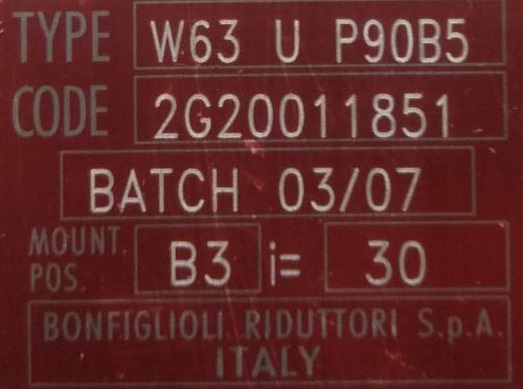 TYPE W63 U P90B5
CODE 2G20011851
BATCH 03/07
MOUNT. POS. B3 i= 30
BONFIGLIOLI RIDUTTORI S.p.A.
ITALY